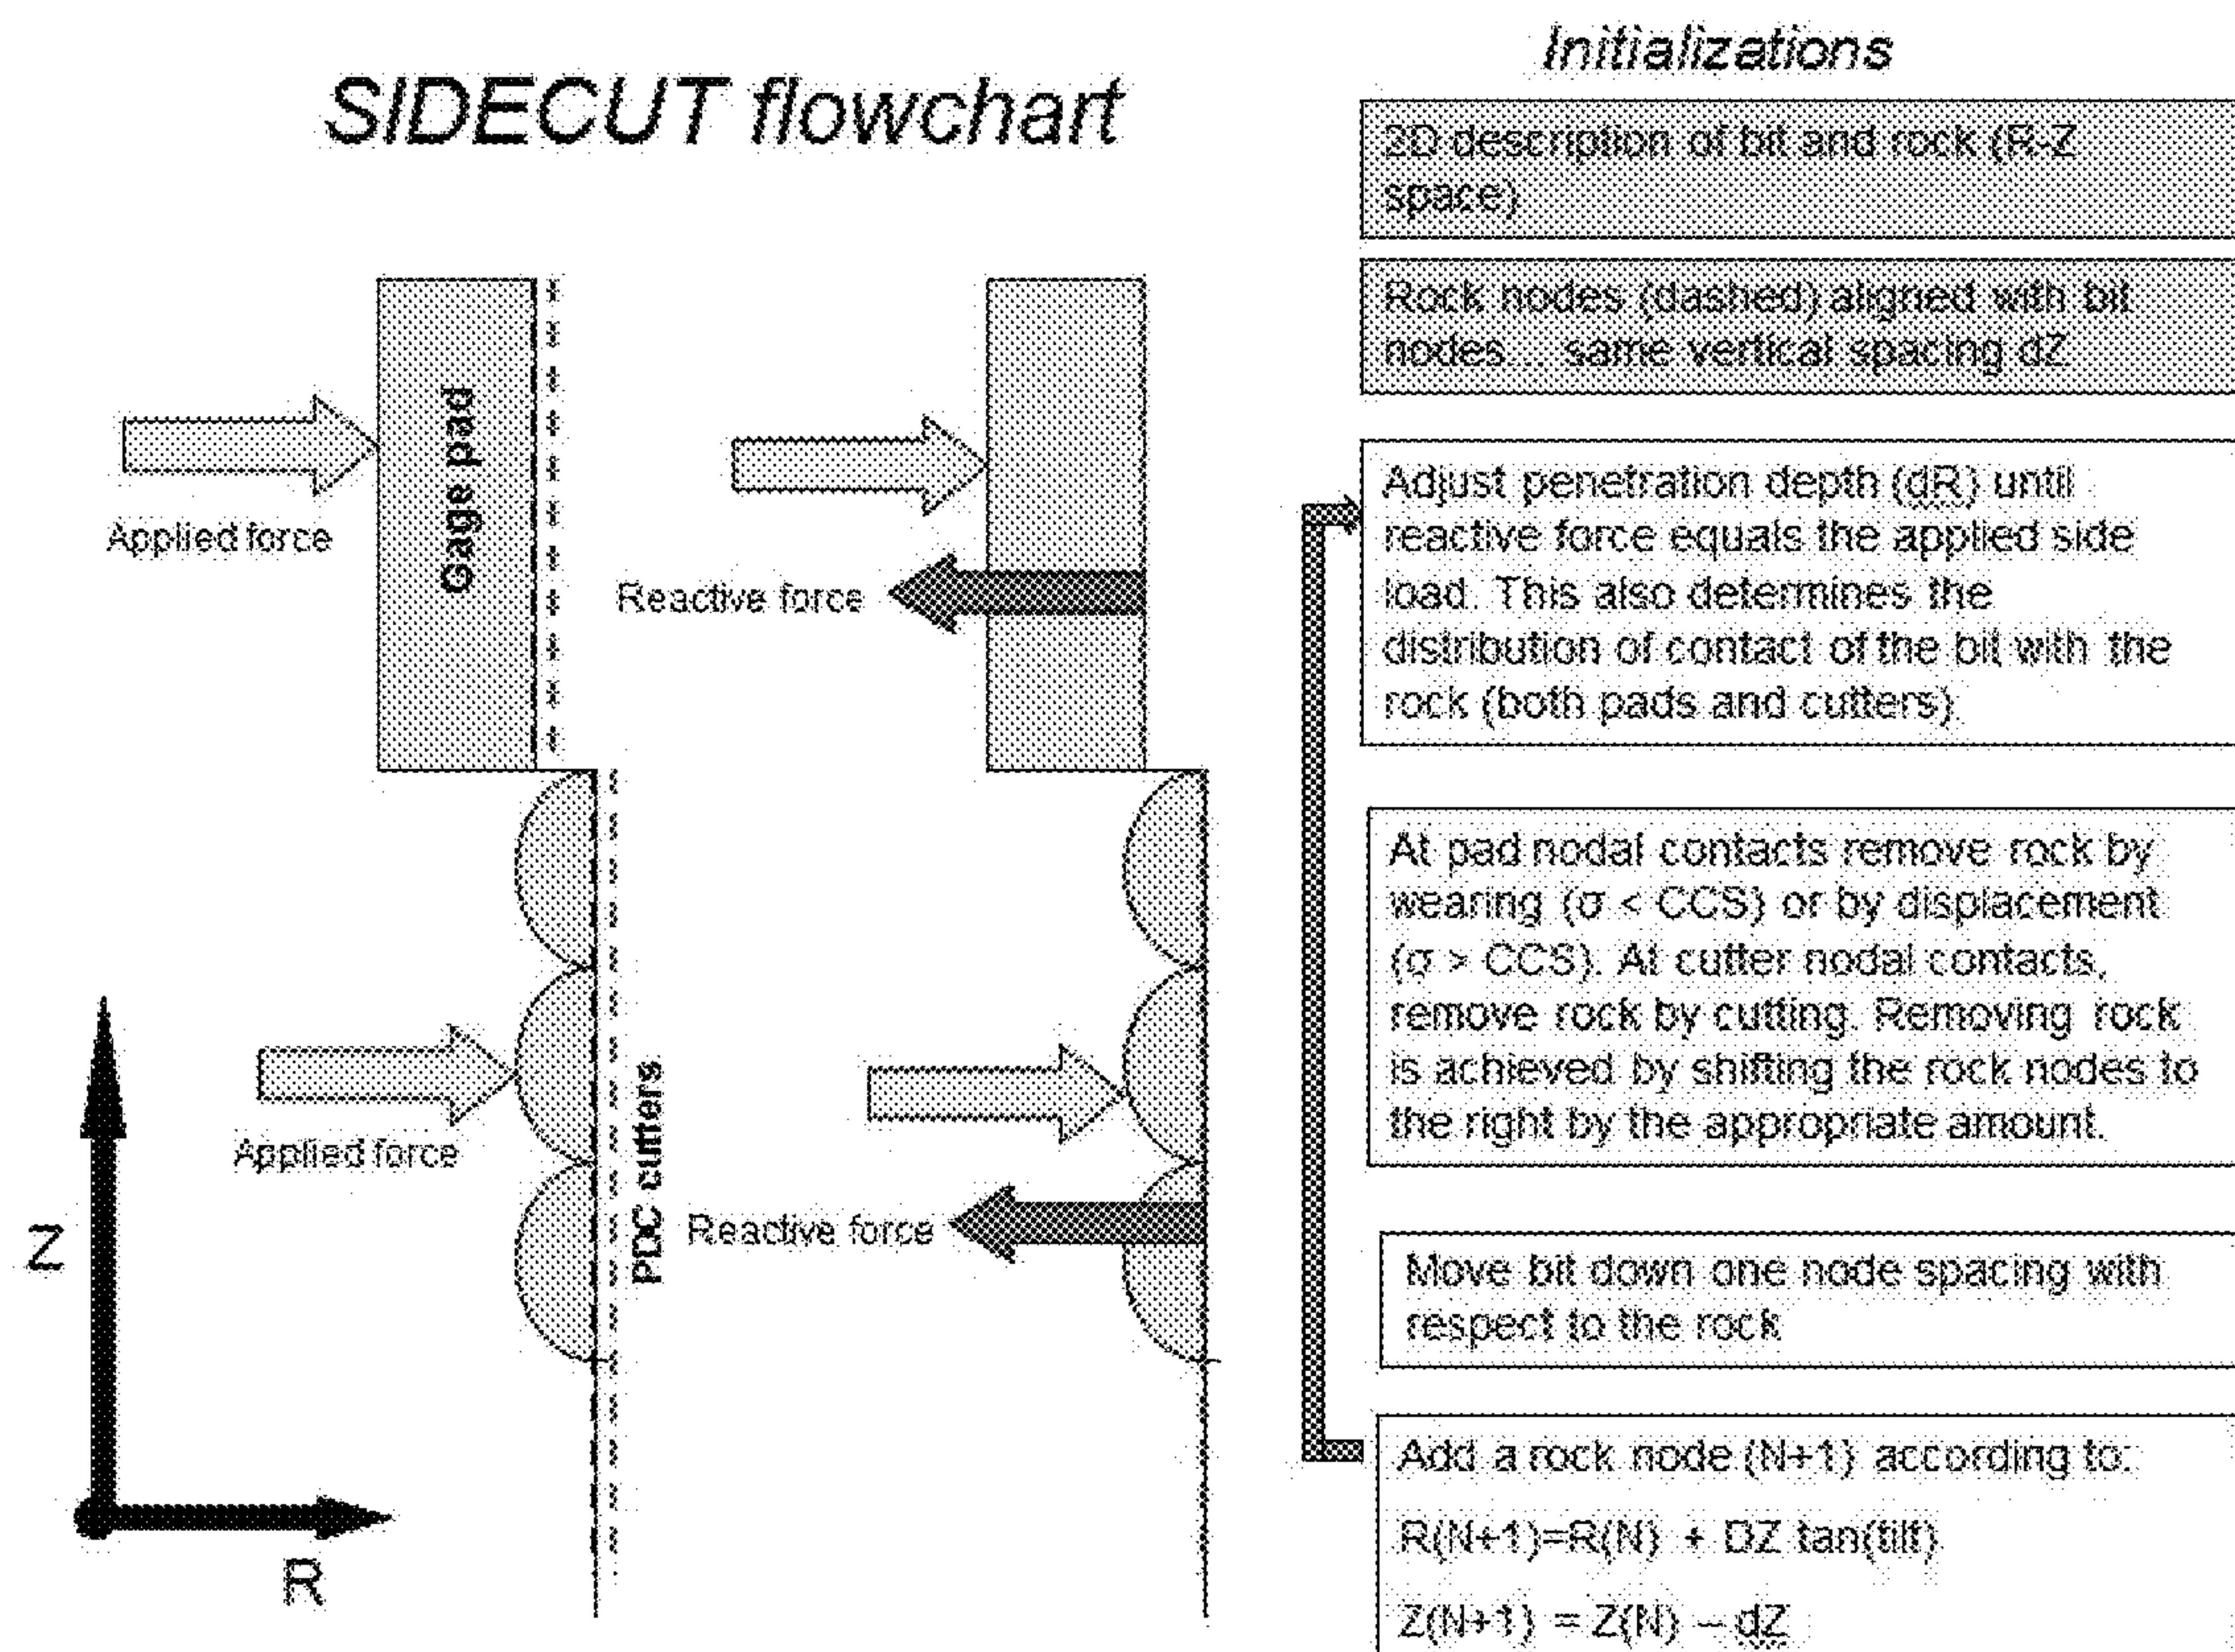 SIDECUT flowchart
Initializations
2D description of bit and rock (R-Z
space)
Rock nodes (dashed) aligned with bit
nodes... same vertical spacing dZ
Adjust penetration depth (dR) until
reactive force equals the applied side
load. This also determines the
distribution of contact of the bit with the
rock (both pads and cutters)
At pad nodal contacts remove rock by
wearing (σ < CCS) or by displacement
(σ > CCS). At cutter nodal contacts,
remove rock by cutting. Removing rock
is achieved by shifting the rock nodes to
the right by the appropriate amount.
Move bit down one node spacing with
respect to the rock
Add a rock node (N+1) according to:
R(N+1)=R(N) + DZ tan(tilt)
Z(N+1) = Z(N) – dZ
Gage pad
Applied force
Reactive force
Applied force
PDC cutters
Reactive force
Z
R